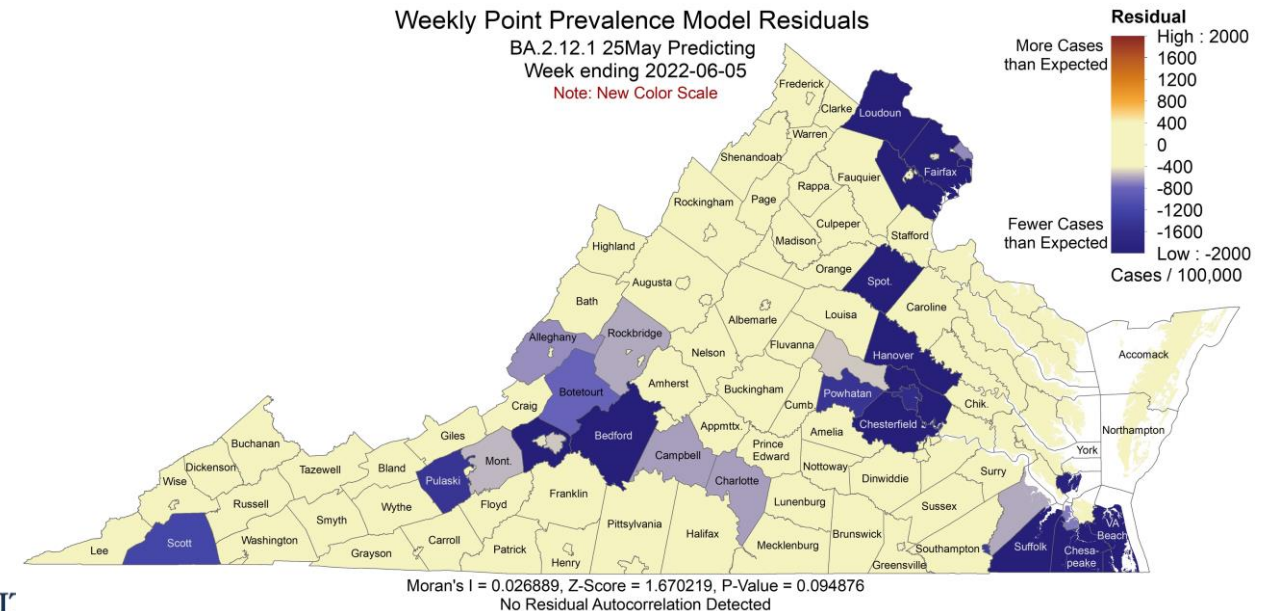 Weekly Point Prevalence Model Residuals
BA.2.12.1 25May Predicting
Week ending 2022-06-05
Note: New Color Scale
Residual
More Cases
than Expected
High : 2000
1600
1200
800
400
0
-400
-800
-1200
-1600
Low : -2000
Fewer Cases
than Expected
Cases / 100,000
Frederick
Clarke
Loudoun
Warren
Shenandoah
Fauquier
Fairfax
Rappa.
Page
Rockingham
Culpeper
Madison
Stafford
Highland
Orange
Augusta
Spot.
Bath
Caroline
Louisa
Albemarle
Rockbridge
Alleghany
Fluvanna
Hanover
Nelson
Accomack
Botetourt
Amherst
Buckingham
Powhatan
Cumb.
Craig
Chik.
Appmttx.
Chesterfield
Bedford
Amelia
Northampton
Giles
Prince
Edward
York
Buchanan
Campbell
Mont.
Dickenson
Tazewell
Bland
Nottoway
Surry
Wise
Pulaski
Charlotte
Dinwiddie
Franklin
Russell
Wythe
Floyd
Lunenburg
Sussex
Smyth
VA
Beach
Pittsylvania
Halifax
Washington
Scott
Carroll
Brunswick
Mecklenburg
Suffolk
Southampton
Lee
Grayson
Patrick
Henry
Chesa-
peake
Greensville
Moran's I = 0.026889, Z-Score = 1.670219, P-Value = 0.094876
No Residual Autocorrelation Detected